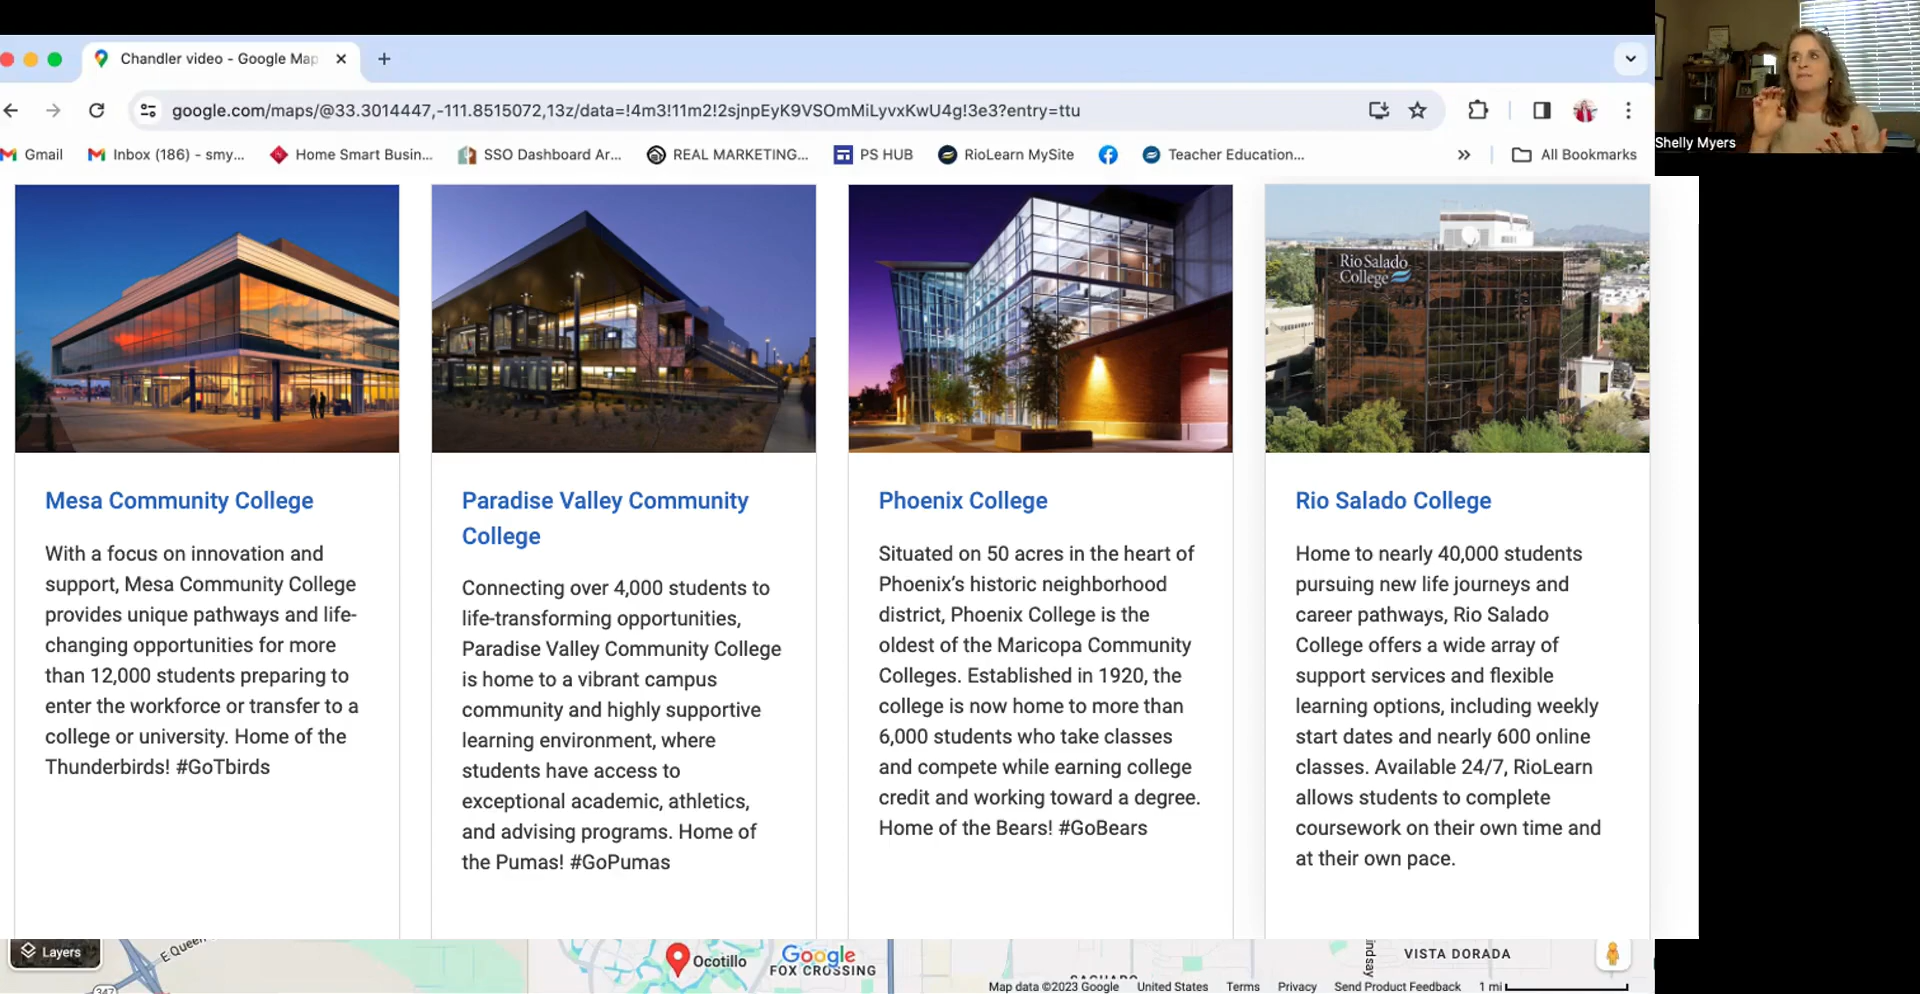 Chandler video - Google Map
google.com/maps/@33.3014447,-111.8515072,13z/data=!4m3!11m2!2sjnpEyK9VSOmMiLyvxKwU4g!3e3?entry=ttu
Gmail
Inbox (186) - smy...
Home Smart Busin...
SSO Dashboard Ar...
REAL MARKETING...
PS HUB
RioLearn MySite
Teacher Education...
All Bookmarks
Shelly Myers
Rio Salado
College
Mesa Community College
With a focus on innovation and
support, Mesa Community College
provides unique pathways and life-
changing opportunities for more
than 12,000 students preparing to
enter the workforce or transfer to a
college or university. Home of the
Thunderbirds! #GoTbirds
Paradise Valley Community
College
Connecting over 4,000 students to
life-transforming opportunities,
Paradise Valley Community College
is home to a vibrant campus
community and highly supportive
learning environment, where
students have access to
exceptional academic, athletics,
and advising programs. Home of
the Pumas! #GoPumas
Phoenix College
Situated on 50 acres in the heart of
Phoenix's historic neighborhood
district, Phoenix College is the
oldest of the Maricopa Community
Colleges. Established in 1920, the
college is now home to more than
6,000 students who take classes
and compete while earning college
credit and working toward a degree.
Home of the Bears! #GoBears
Rio Salado College
Home to nearly 40,000 students
pursuing new life journeys and
career pathways, Rio Salado
College offers a wide array of
support services and flexible
learning options, including weekly
start dates and nearly 600 online
classes. Available 24/7, RioLearn
allows students to complete
coursework on their own time and
at their own pace.
Layers
E Queen
347
Ocotillo
Google
FOX CROSSING
VISTA DORADA
Map data ©2023 Google
United States
Terms
Privacy
Send Product Feedback
1 mi